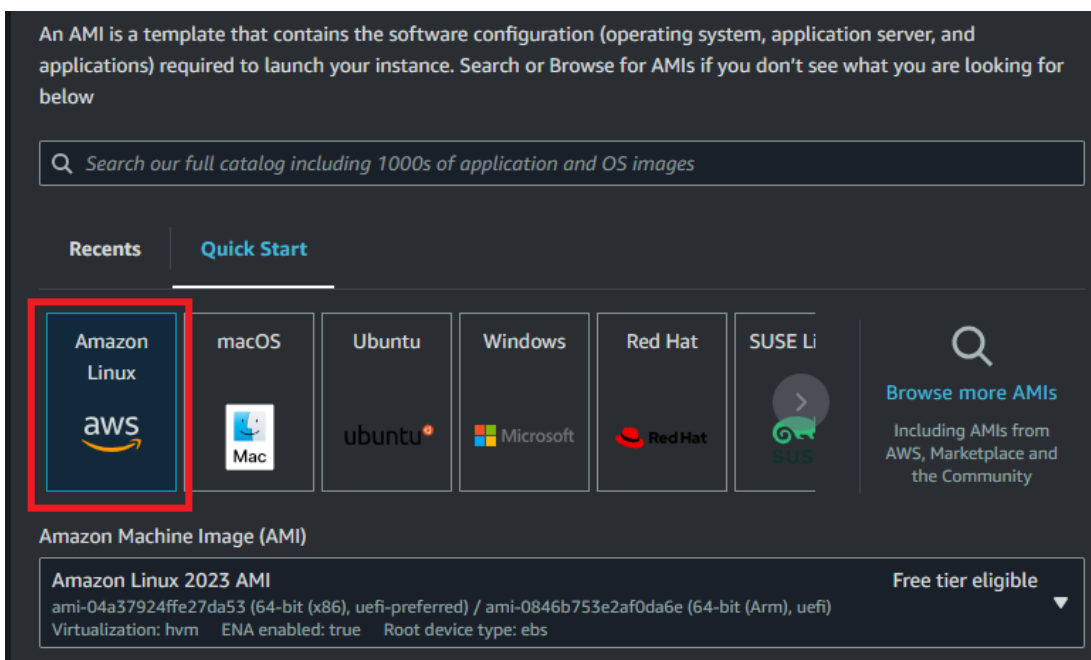 An AMI is a template that contains the software configuration (operating system, application server, and
applications) required to launch your instance. Search or Browse for AMIs if you don't see what you are looking for
below
Search our full catalog including 1000s of application and OS images
Recents
Quick Start
Amazon
Linux
aws
macOS
Mac
Ubuntu
ubuntu
Windows
Microsoft
Red Hat
Red Hat
SUSE Li
SUS
Browse more AMIs
Including AMIs from
AWS, Marketplace and
the Community
Amazon Machine Image (AMI)
Amazon Linux 2023 AMI
Free tier eligible
ami-04a37924ffe27da53 (64-bit (x86), uefi-preferred) / ami-0846b753e2af0da6e (64-bit (Arm), uefi)
Virtualization: hvm ENA enabled: true Root device type: ebs